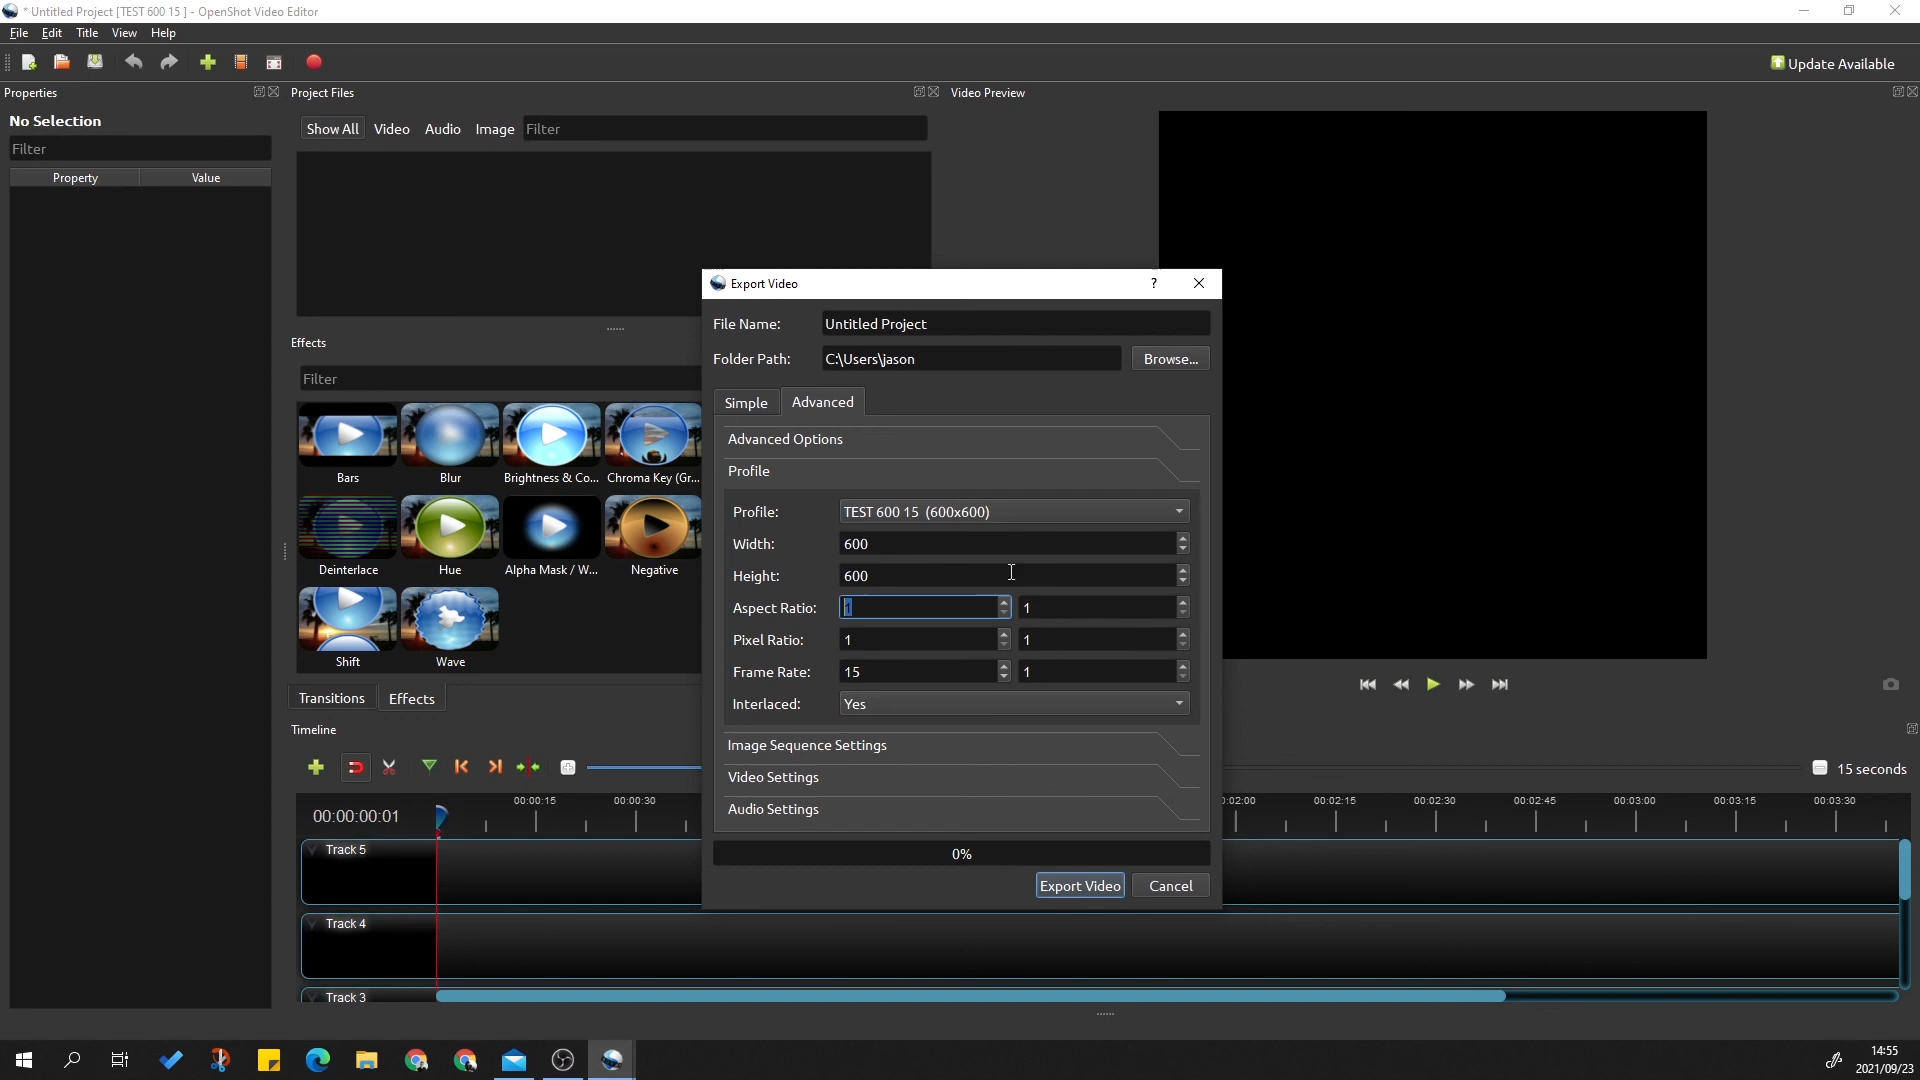 * Untitled Project [TEST 600 15 ] - OpenShot Video Editor
File Edit Title View Help
Update Available
Properties
Project Files
Video Preview
No Selection
Filter
Property Value
Show All Video Audio Image Filter
Effects
Filter
Bars Blur Brightness & Co... Chroma Key (Gr...
Deinterlace Hue Alpha Mask / W... Negative
Shift Wave
Transitions Effects
Export Video
?
File Name: Untitled Project
Folder Path: C:\Users\jason Browse...
Simple Advanced
Advanced Options
Profile
Profile: TEST 600 15 (600x600)
Width: 600
Height: 600
Aspect Ratio: 1 1
Pixel Ratio: 1 1
Frame Rate: 15 1
Interlaced: Yes
Image Sequence Settings
Video Settings
Audio Settings
0%
Export Video Cancel
Timeline
15 seconds
00:00:00:01
00:00:15 00:00:30 0:02:00 00:02:15 00:02:30 00:02:45 00:03:00 00:03:15 00:03:30
Track 5
Track 4
Track 3
14:55
2021/09/23